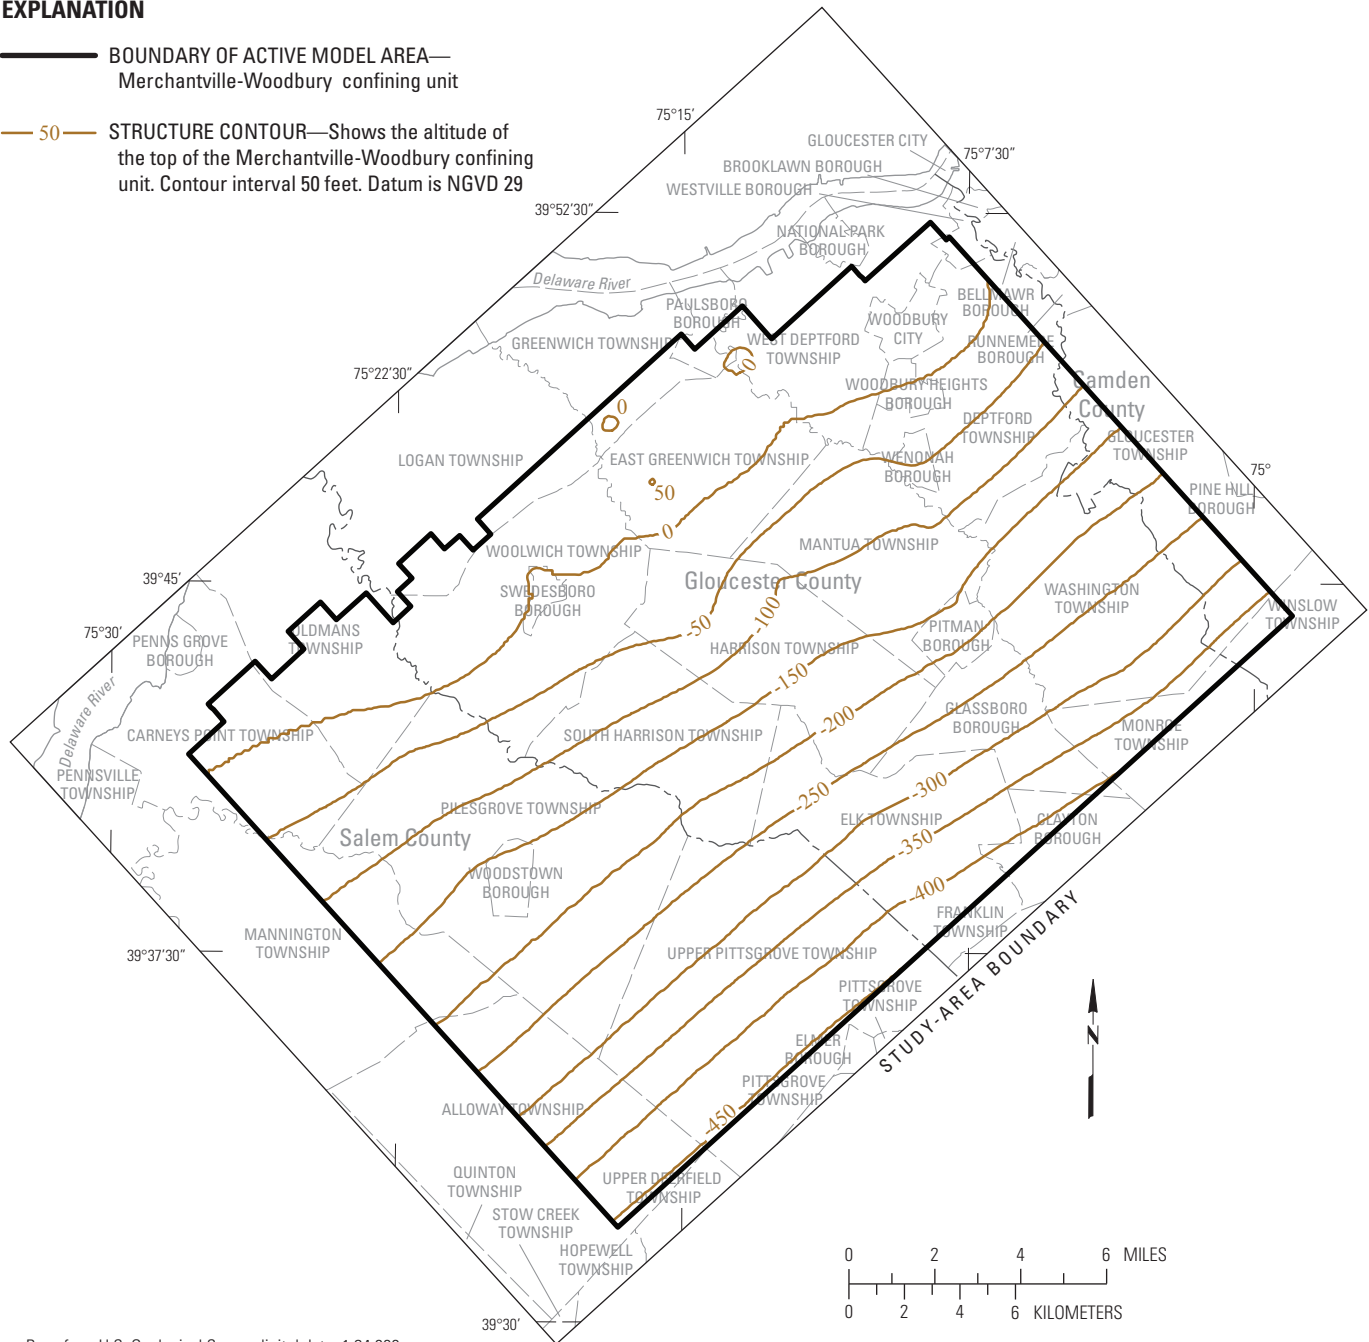 EXPLANATION
BOUNDARY OF ACTIVE MODEL AREA—
Merchantville-Woodbury confining unit
50
STRUCTURE CONTOUR—Shows the altitude of
the top of the Merchantville-Woodbury confining
unit. Contour interval 50 feet. Datum is NGVD 29
75°15′
GLOUCESTER CITY
75°7′30″
BROOKLAWN BOROUGH
WESTVILLE BOROUGH
39°52′30″
NATIONAL PARK
BOROUGH
Delaware River
PAULSBORO
BOROUGH
BELLMAWR
BOROUGH
WOODBURY
CITY
GREENWICH TOWNSHIP
WEST DEPTFORD
TOWNSHIP
RUNNEMEDE
BOROUGH
0
75°22′30″
WOODBURY HEIGHTS
BOROUGH
Camden
County
0
DEPTFORD
TOWNSHIP
GLOUCESTER
TOWNSHIP
LOGAN TOWNSHIP
EAST GREENWICH TOWNSHIP
WENONAH
BOROUGH
75°
50
PINE HILL
BOROUGH
0
WOOLWICH TOWNSHIP
MANTUA TOWNSHIP
39°45′
Gloucester County
SWEDESBORO
BOROUGH
WASHINGTON
TOWNSHIP
WINSLOW
TOWNSHIP
-100
75°30′
-50
PENNS GROVE
BOROUGH
OLDMANS
TOWNSHIP
PITMAN
BOROUGH
HARRISON TOWNSHIP
-150
Delaware River
-200
GLASSBORO
BOROUGH
CARNEYS POINT TOWNSHIP
SOUTH HARRISON TOWNSHIP
MONROE
TOWNSHIP
PENNSVILLE
TOWNSHIP
-250
-300
PILESGROVE TOWNSHIP
ELK TOWNSHIP
CLAYTON
BOROUGH
Salem County
-350
WOODSTOWN
BOROUGH
-400
FRANKLIN
TOWNSHIP
MANNINGTON
TOWNSHIP
39°37′30″
UPPER PITTSGROVE TOWNSHIP
PITTSGROVE
TOWNSHIP
STUDY-AREA BOUNDARY
N
ELMER
BOROUGH
PITTSGROVE
TOWNSHIP
ALLOWAY TOWNSHIP
-450
QUINTON
TOWNSHIP
UPPER DEERFIELD
TOWNSHIP
STOW CREEK
TOWNSHIP
HOPEWELL
TOWNSHIP
0 2 4 6 MILES
0 2 4 6 KILOMETERS
39°30′